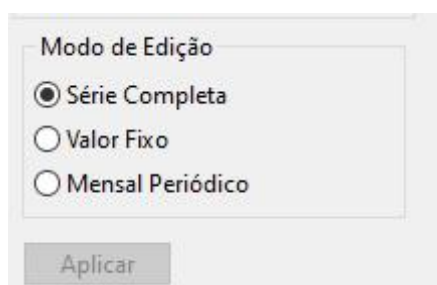 Modo de Edição
Série Completa
Valor Fixo
Mensal Periódico
Aplicar